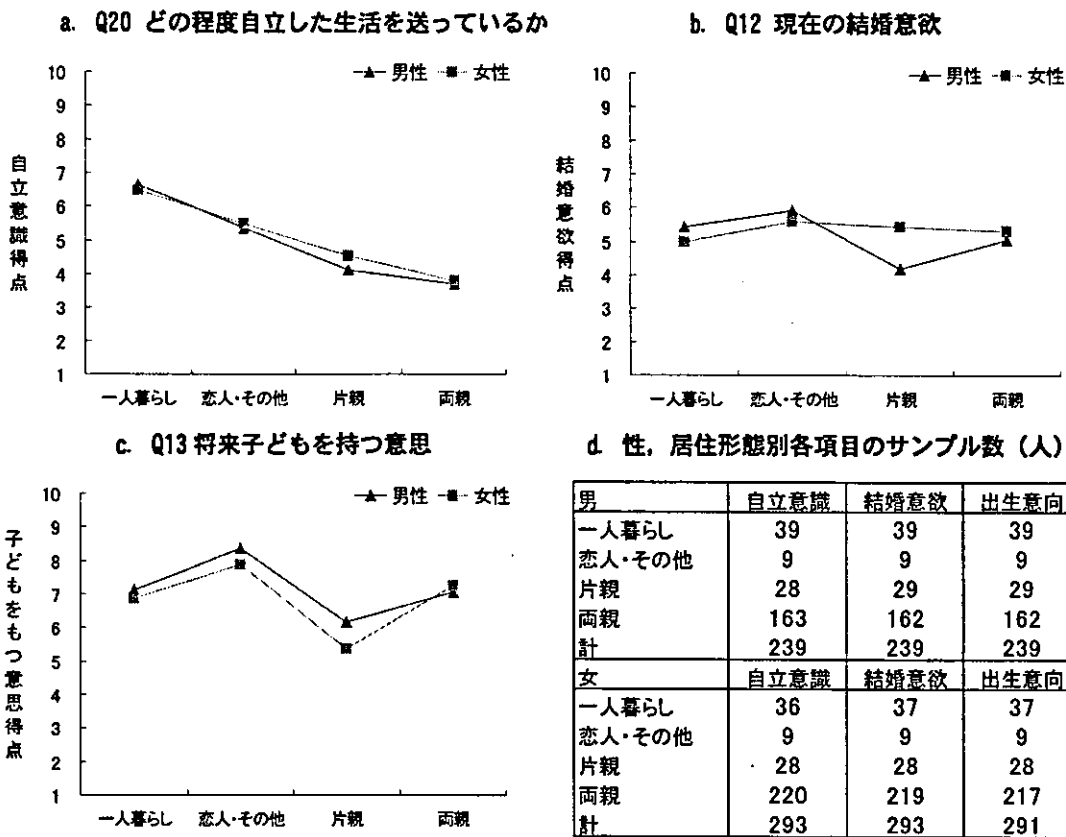 a. Q20 どの程度自立した生活を送っているか
10
9
8
7
6
5
4
3
2
1
男性 女性
自立意識得点
一人暮らし 恋人・その他 片親 両親
b. Q12 現在の結婚意欲
10
9
8
7
6
5
4
3
2
1
男性 女性
結婚意欲得点
一人暮らし 恋人・その他 片親 両親
c. Q13 将来子どもを持つ意思
10
9
8
7
6
5
4
3
2
1
男性 女性
子どもをもつ意思得点
一人暮らし 恋人・その他 片親 両親
d. 性，居住形態別各項目のサンプル数（人）
男 自立意識 結婚意欲 出生意向
一人暮らし 39 39 39
恋人・その他 9 9 9
片親 28 29 29
両親 163 162 162
計 239 239 239
女 自立意識 結婚意欲 出生意向
一人暮らし 36 37 37
恋人・その他 9 9 9
片親 28 28 28
両親 220 219 217
計 293 293 291